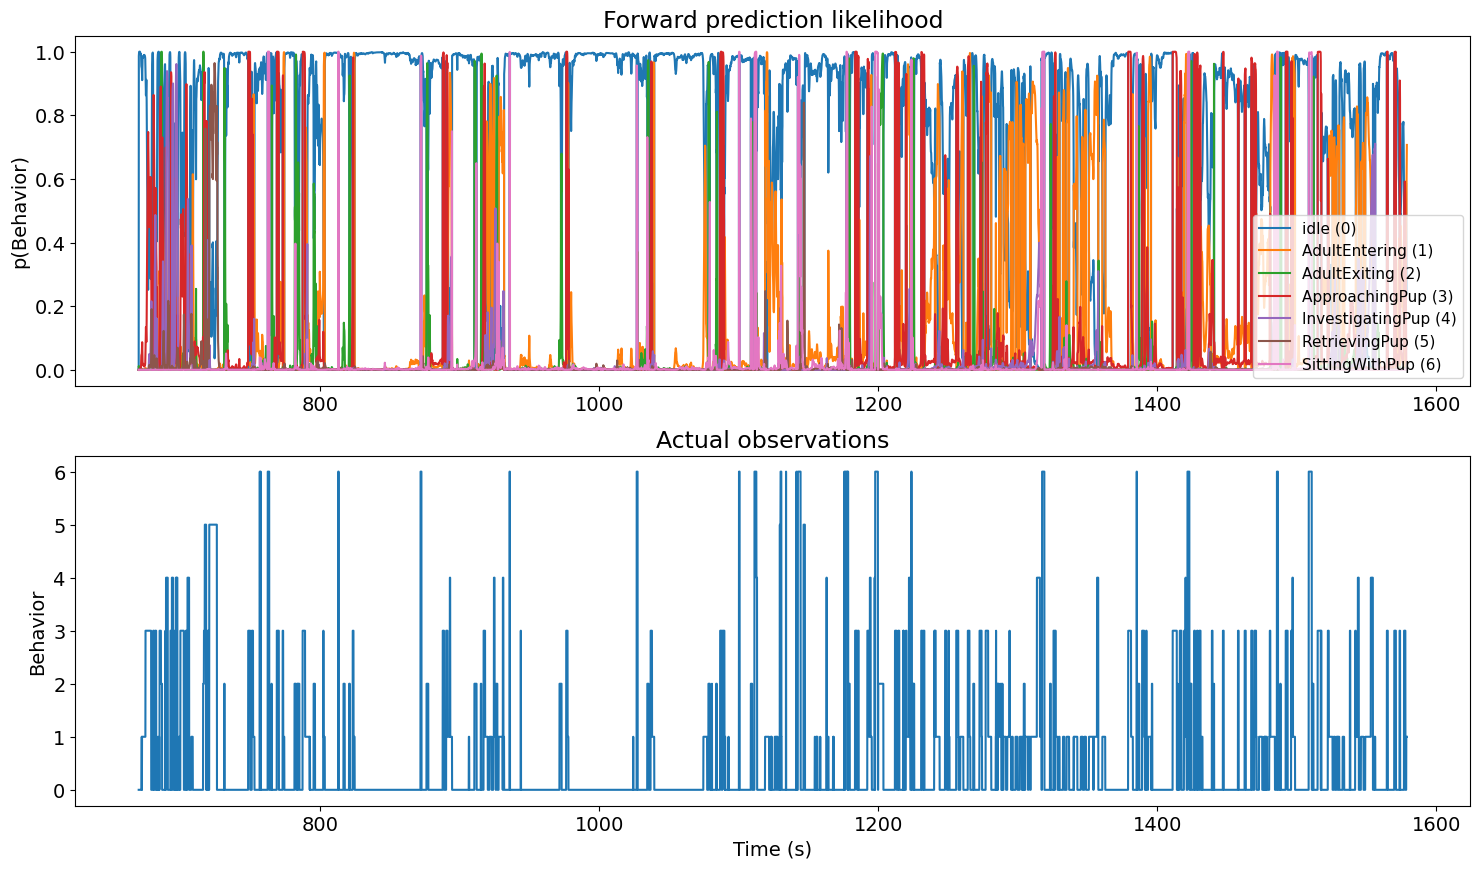 Forward prediction likelihood
1.0
0.8
0.6
0.4
0.2
0.0
p(Behavior)
idle (0)
AdultEntering (1)
AdultExiting (2)
ApproachingPup (3)
InvestigatingPup (4)
RetrievingPup (5)
SittingWithPup (6)
800 1000 1200 1400 1600
Actual observations
6
5
4
3
2
1
0
Behavior
800 1000 1200 1400 1600
Time (s)